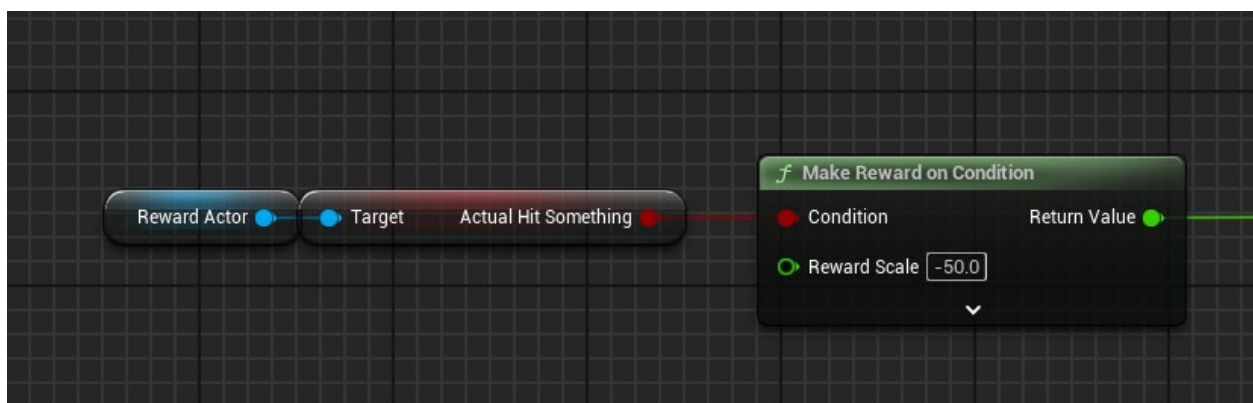 f Make Reward on Condition
Reward Actor Target Actual Hit Something Condition Return Value
Reward Scale -50.0